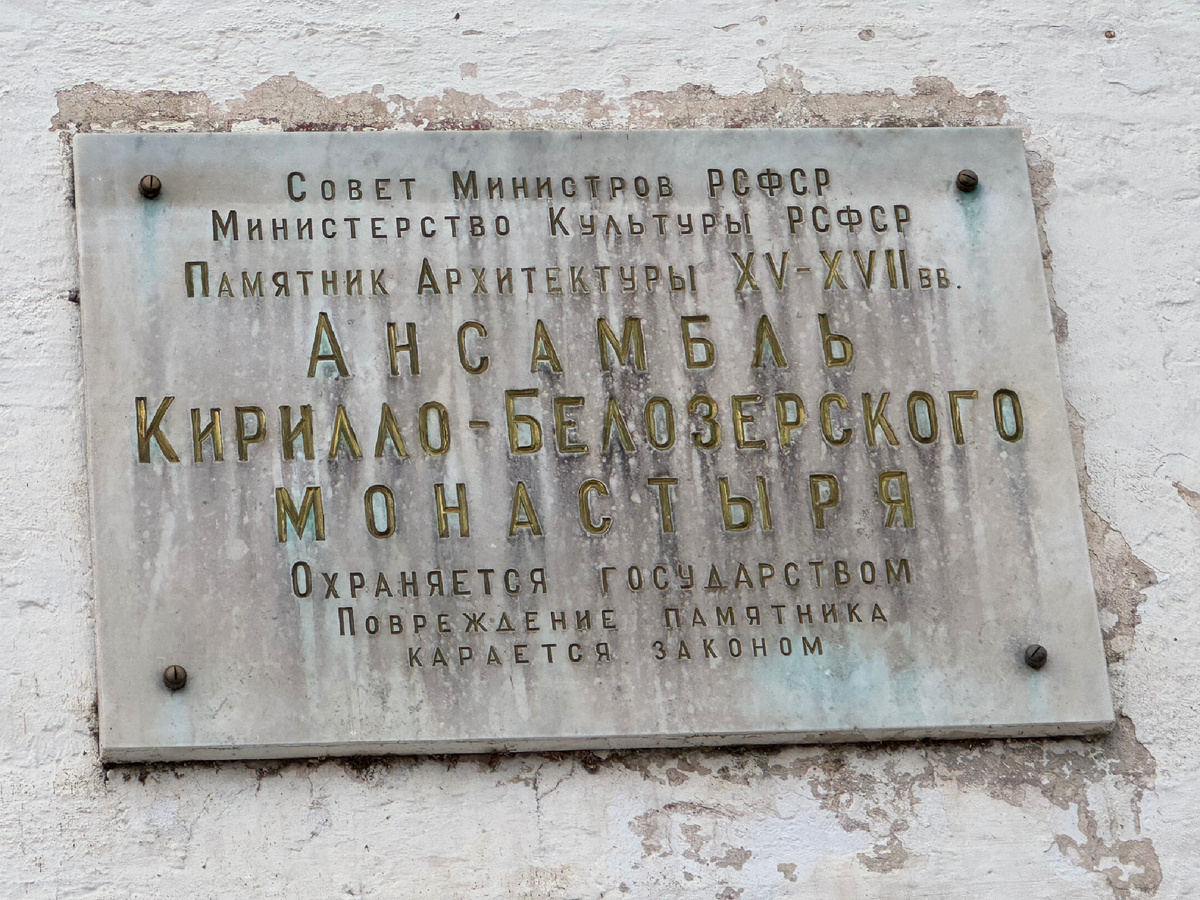 Совет Министров РСФСР
Министерство Культуры РСФСР
Памятник Архитектуры XV-XVII вв.
Ансамбль
Кирилло-Белозерского
монастыря
Охраняется государством
Повреждение памятника
карается законом